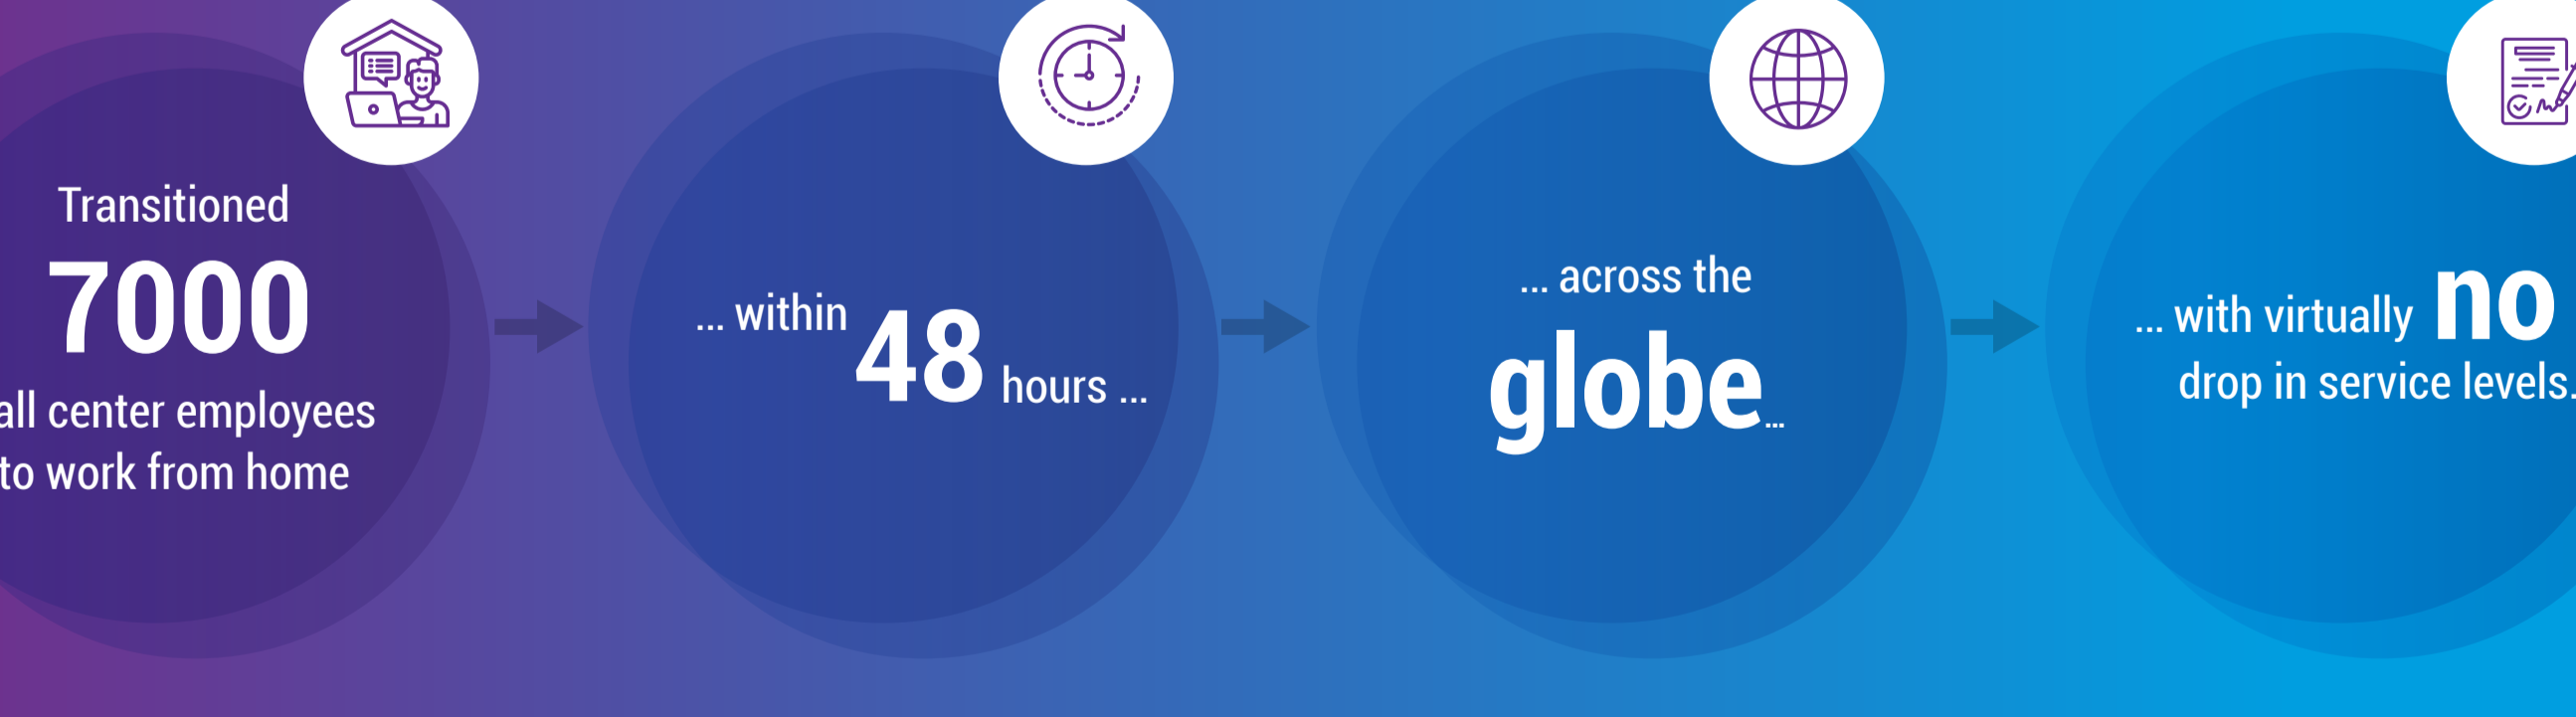 Transitioned
7000
all center employees
to work from home
... within 48 hours ...
... across the
globe...
... with virtually no
drop in service levels.